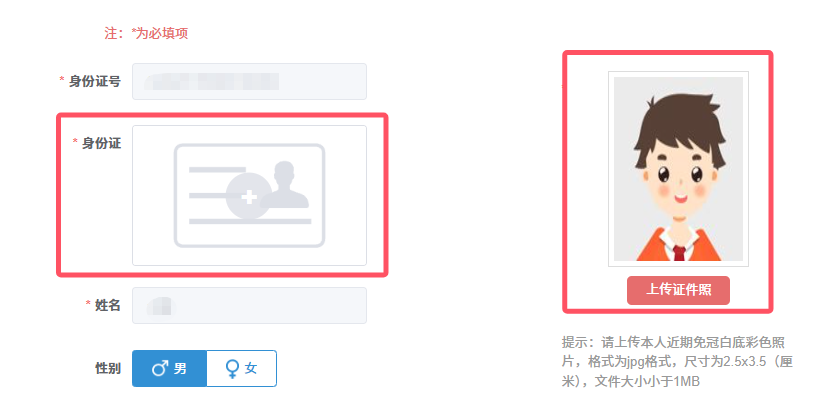 注：*为必填项
* 身份证号
* 身份证
* 姓名
性别
男
女
上传证件照
提示：请上传本人近期免冠白底彩色照
片，格式为jpg格式，尺寸为2.5x3.5（厘
米），文件大小小于1MB